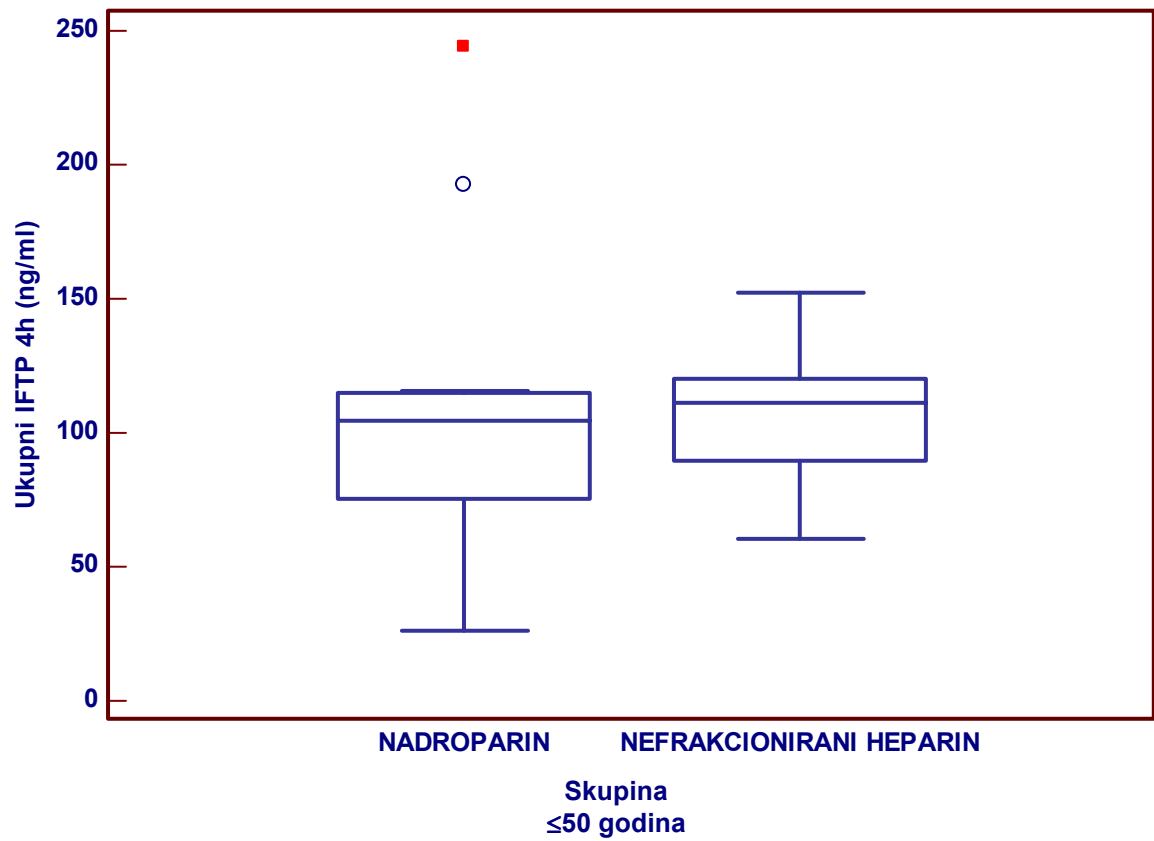 Ukupni IFTP 4h (ng/ml)
250
200
150
100
50
0
NADROPARIN
NEFRAKCIONIRANI HEPARIN
Skupina
≤50 godina